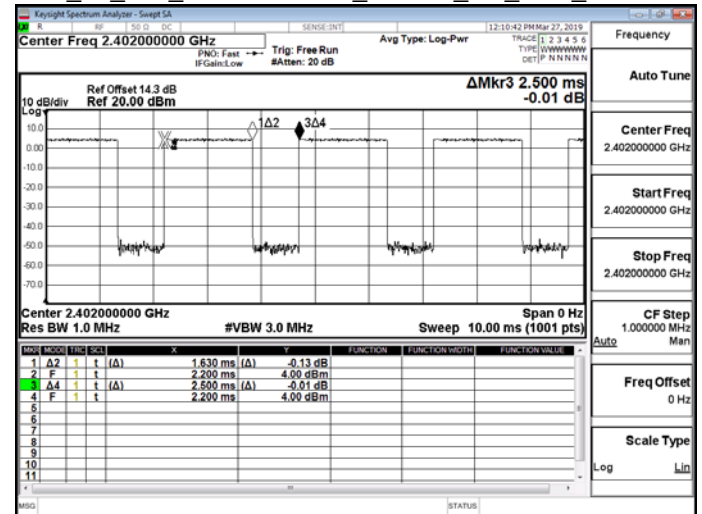 Keysight Spectrum Analyzer - Swept SA
R RF 50 Ω DC SENSE:INT 12:10:42 PM Mar 27, 2019
Center Freq 2.402000000 GHz
PNO: Fast
IFGain:Low
Trig: Free Run
#Atten: 20 dB
Avg Type: Log-Pwr
TRACE 1 2 3 4 5 6
TYPE WWWWWW
DET P N N N N N
ΔMkr3 2.500 ms
-0.01 dB
Ref Offset 14.3 dB
10 dB/div Ref 20.00 dBm
Log
10.0
0.00
-10.0
-20.0
-30.0
-40.0
-50.0
-60.0
-70.0
1Δ2
3Δ4
Center 2.402000000 GHz Span 0 Hz
Res BW 1.0 MHz #VBW 3.0 MHz Sweep 10.00 ms (1001 pts)
MKR MODE TRC SCL X Y FUNCTION FUNCTION WIDTH FUNCTION VALUE
1 Δ2 1 t (Δ) 1.630 ms (Δ) -0.13 dB
2 F 1 t 2.200 ms 4.00 dBm
3 Δ4 1 t (Δ) 2.500 ms (Δ) -0.01 dB
4 F 1 t 2.200 ms 4.00 dBm
5
6
7
8
9
10
11
MSG STATUS
Frequency
Auto Tune
Center Freq
2.402000000 GHz
Start Freq
2.402000000 GHz
Stop Freq
2.402000000 GHz
CF Step
1.000000 MHz
Auto Man
Freq Offset
0 Hz
Scale Type
Log Lin